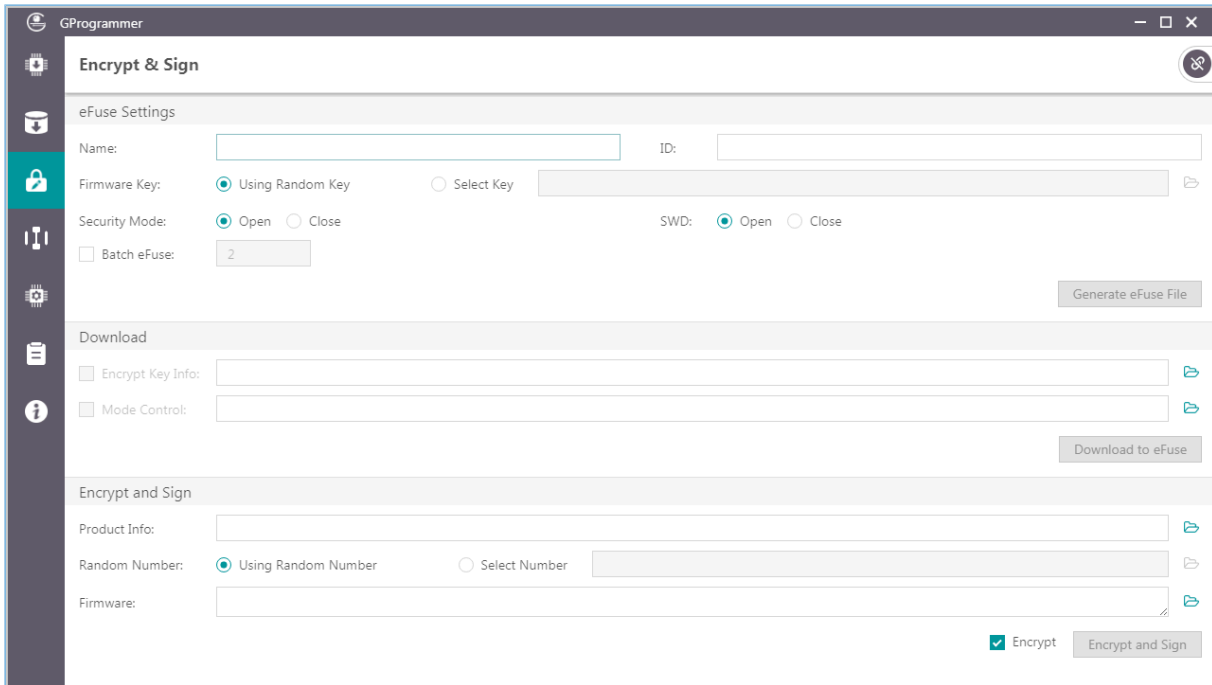 GProgrammer
Encrypt & Sign
eFuse Settings
Name: ID:
Firmware Key: Using Random Key Select Key
Security Mode: Open Close SWD: Open Close
Batch eFuse: 2
Generate eFuse File
Download
Encrypt Key Info:
Mode Control:
Download to eFuse
Encrypt and Sign
Product Info:
Random Number: Using Random Number Select Number
Firmware:
Encrypt Encrypt and Sign